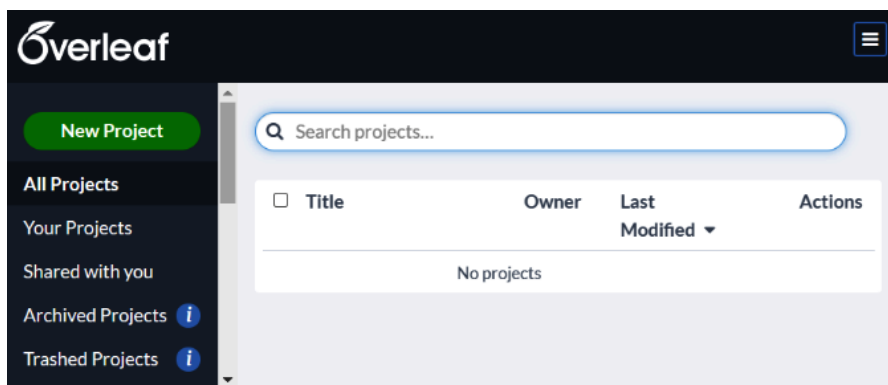 Overleaf
New Project
All Projects
Your Projects
Shared with you
Archived Projects i
Trashed Projects i
Search projects...
Title Owner Last Modified Actions
No projects